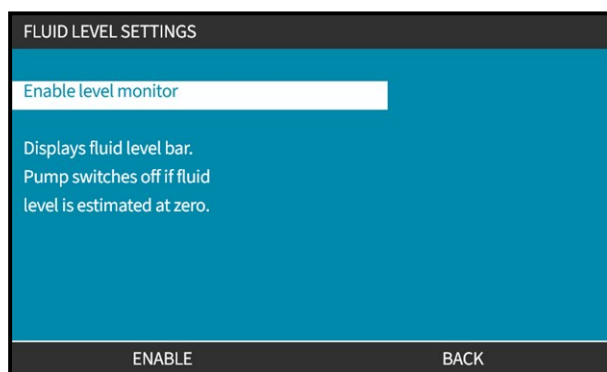 FLUID LEVEL SETTINGS
Enable level monitor
Displays fluid level bar.
Pump switches off if fluid
level is estimated at zero.
ENABLE
BACK